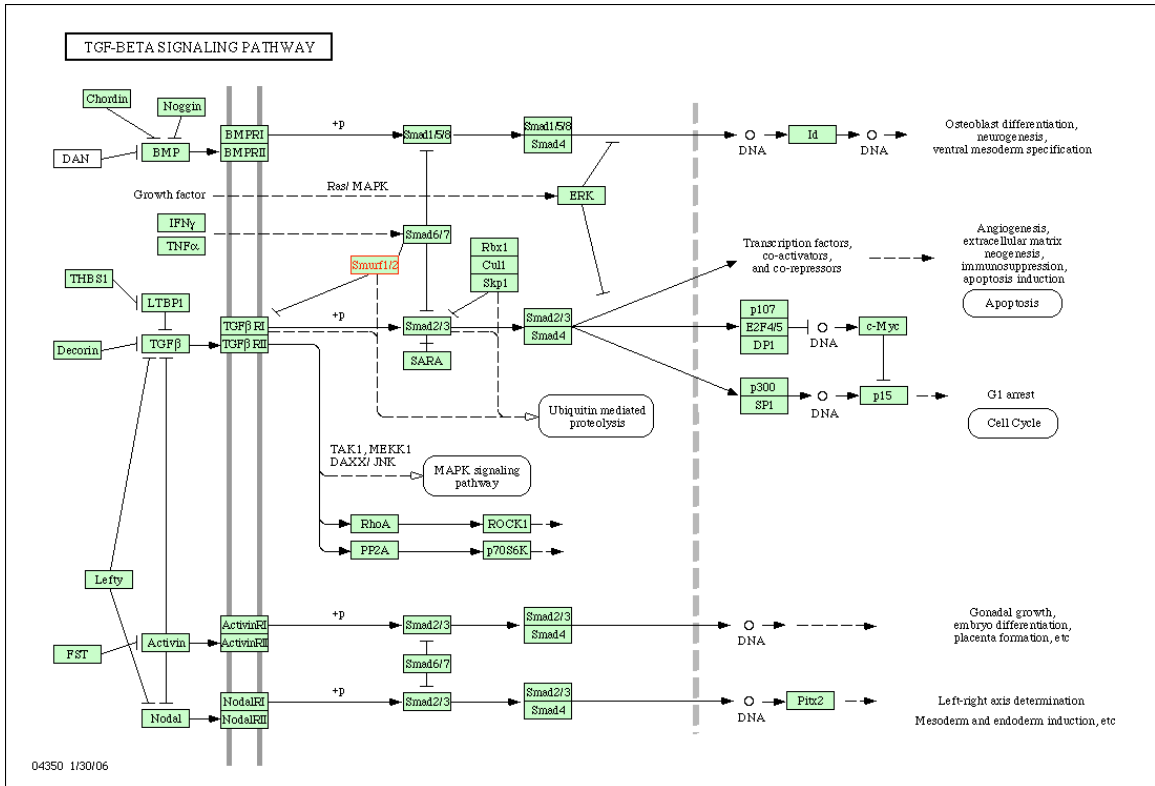 TGF-BETA SIGNALING PATHWAY
Chordin
Noggin
DAN
BMP
BMPRI
BMPRII
+p
Smad1/5/8
Smad1/5/8
Smad4
DNA
Id
DNA
Osteoblast differentiation,
neurogenesis,
ventral mesoderm specification
Growth factor
Ras/ MAPK
ERK
IFNγ
TNFα
Smad6/7
Smurf1/2
Rbx1
Cul1
Skp1
Transcription factors,
co-activators,
and co-repressors
Angiogenesis,
extracellular matrix
neogenesis,
immunosuppression,
apoptosis induction
Apoptosis
THBS1
LTBP1
Decorin
TGFβ
TGFβ RI
TGFβ RII
+p
Smad2/3
SARA
Smad2/3
Smad4
p107
E2F4/5
DP1
DNA
c-Myc
p300
SP1
DNA
p15
G1 arrest
Cell Cycle
Ubiquitin mediated
proteolysis
TAK1, MEKK1
DAXX/ JNK
MAPK signaling
pathway
RhoA
ROCK1
PP2A
p70S6K
Lefty
FST
Activin
ActivinRI
ActivinRII
+p
Smad2/3
Smad2/3
Smad4
DNA
Gonadal growth,
embryo differentiation,
placenta formation, etc
Smad6/7
Nodal
NodalRI
NodalRII
+p
Smad2/3
Smad2/3
Smad4
DNA
Pitx2
Left-right axis determination
Mesoderm and endoderm induction, etc
04350 1/30/06